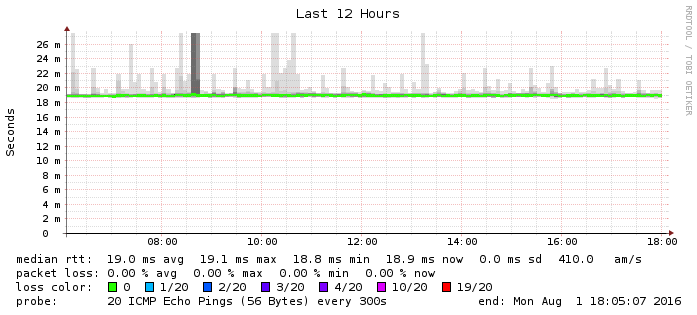 Last 12 Hours
RRDTOOL / TOBI OETIKER
Seconds
26 m
24 m
22 m
20 m
18 m
16 m
14 m
12 m
10 m
8 m
6 m
4 m
2 m
0
08:00 10:00 12:00 14:00 16:00 18:00
median rtt: 19.0 ms avg 19.1 ms max 18.8 ms min 18.9 ms now 0.0 ms sd 410.0 am/s
packet loss: 0.00 % avg 0.00 % max 0.00 % min 0.00 % now
loss color: 0 1/20 2/20 3/20 4/20 10/20 19/20
probe: 20 ICMP Echo Pings (56 Bytes) every 300s end: Mon Aug 1 18:05:07 2016